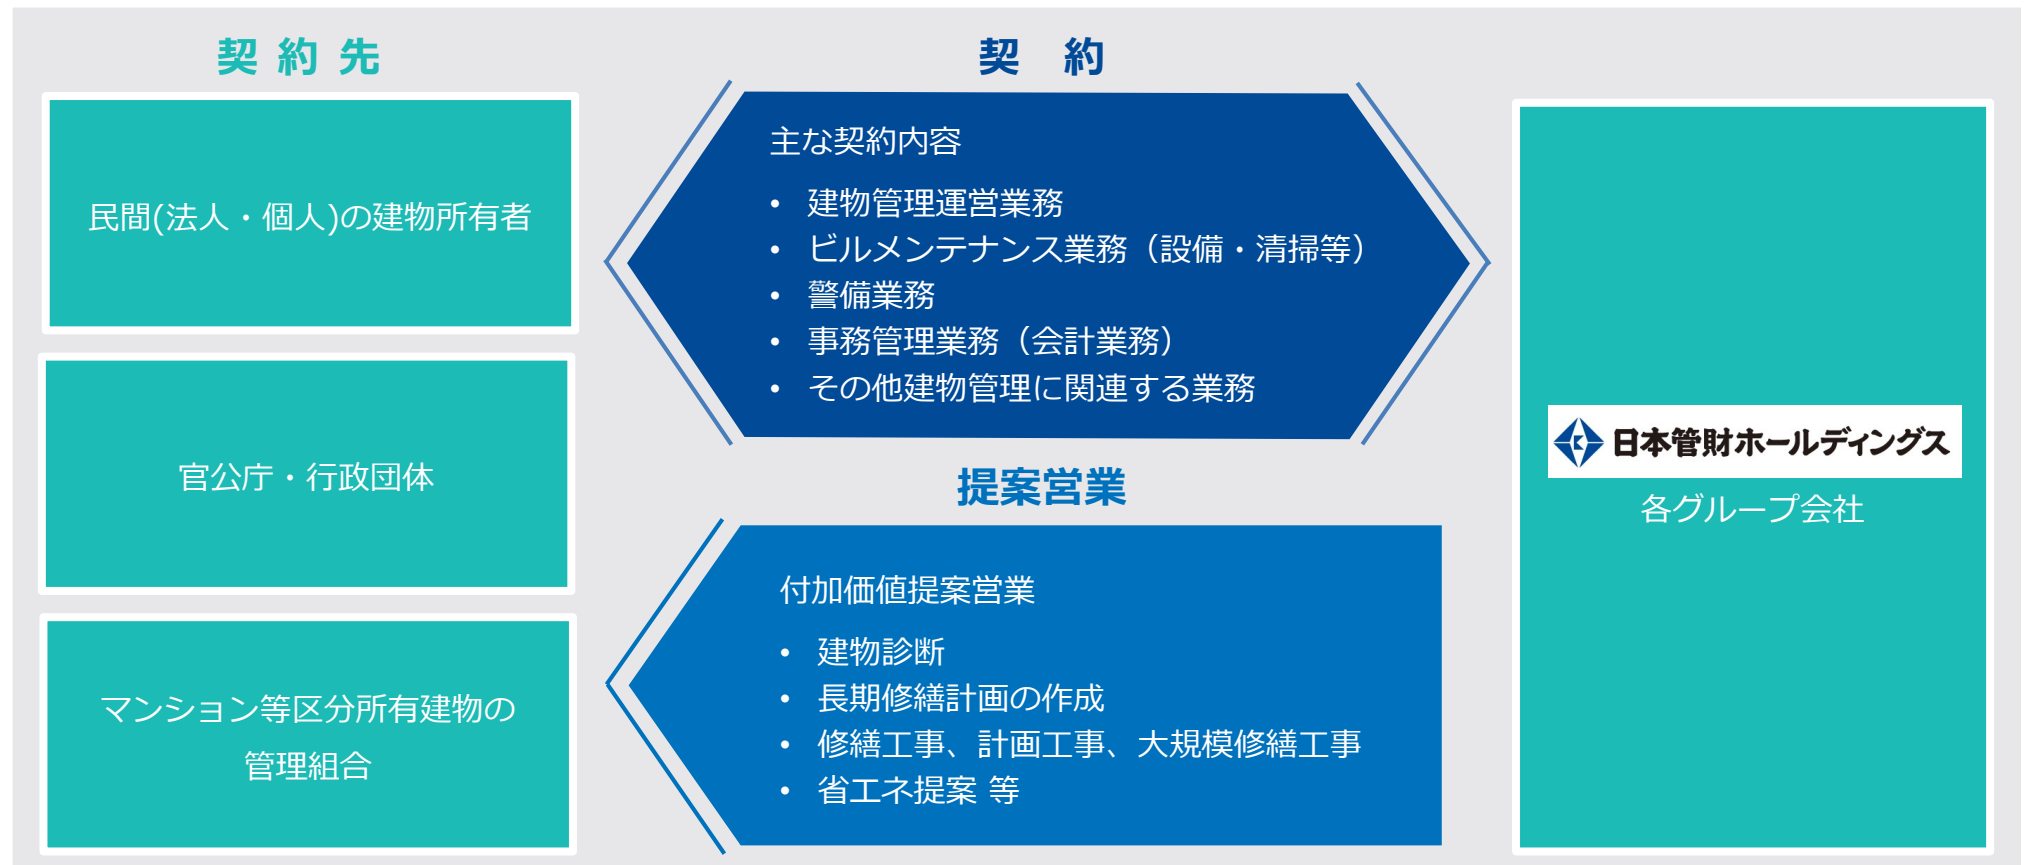 契約先
民間(法人・個人)の建物所有者
官公庁・行政団体
マンション等区分所有建物の
管理組合
契 約
主な契約内容
• 建物管理運営業務
• ビルメンテナンス業務（設備・清掃等）
• 警備業務
• 事務管理業務（会計業務）
• その他建物管理に関連する業務
提案営業
付加価値提案営業
• 建物診断
• 長期修繕計画の作成
• 修繕工事、計画工事、大規模修繕工事
• 省エネ提案 等
日本管財ホールディングス
各グループ会社